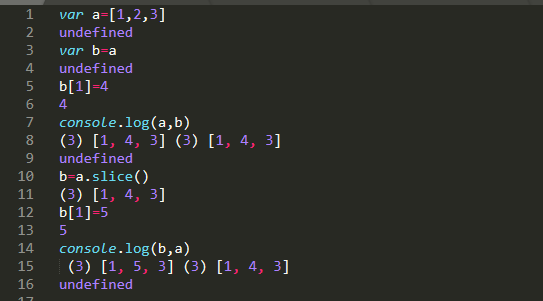 1 var a=[1,2,3]
2 undefined
3 var b=a
4 undefined
5 b[1]=4
6 4
7 console.log(a,b)
8 (3) [1, 4, 3] (3) [1, 4, 3]
9 undefined
10 b=a.slice()
11 (3) [1, 4, 3]
12 b[1]=5
13 5
14 console.log(b,a)
15 (3) [1, 5, 3] (3) [1, 4, 3]
16 undefined
17